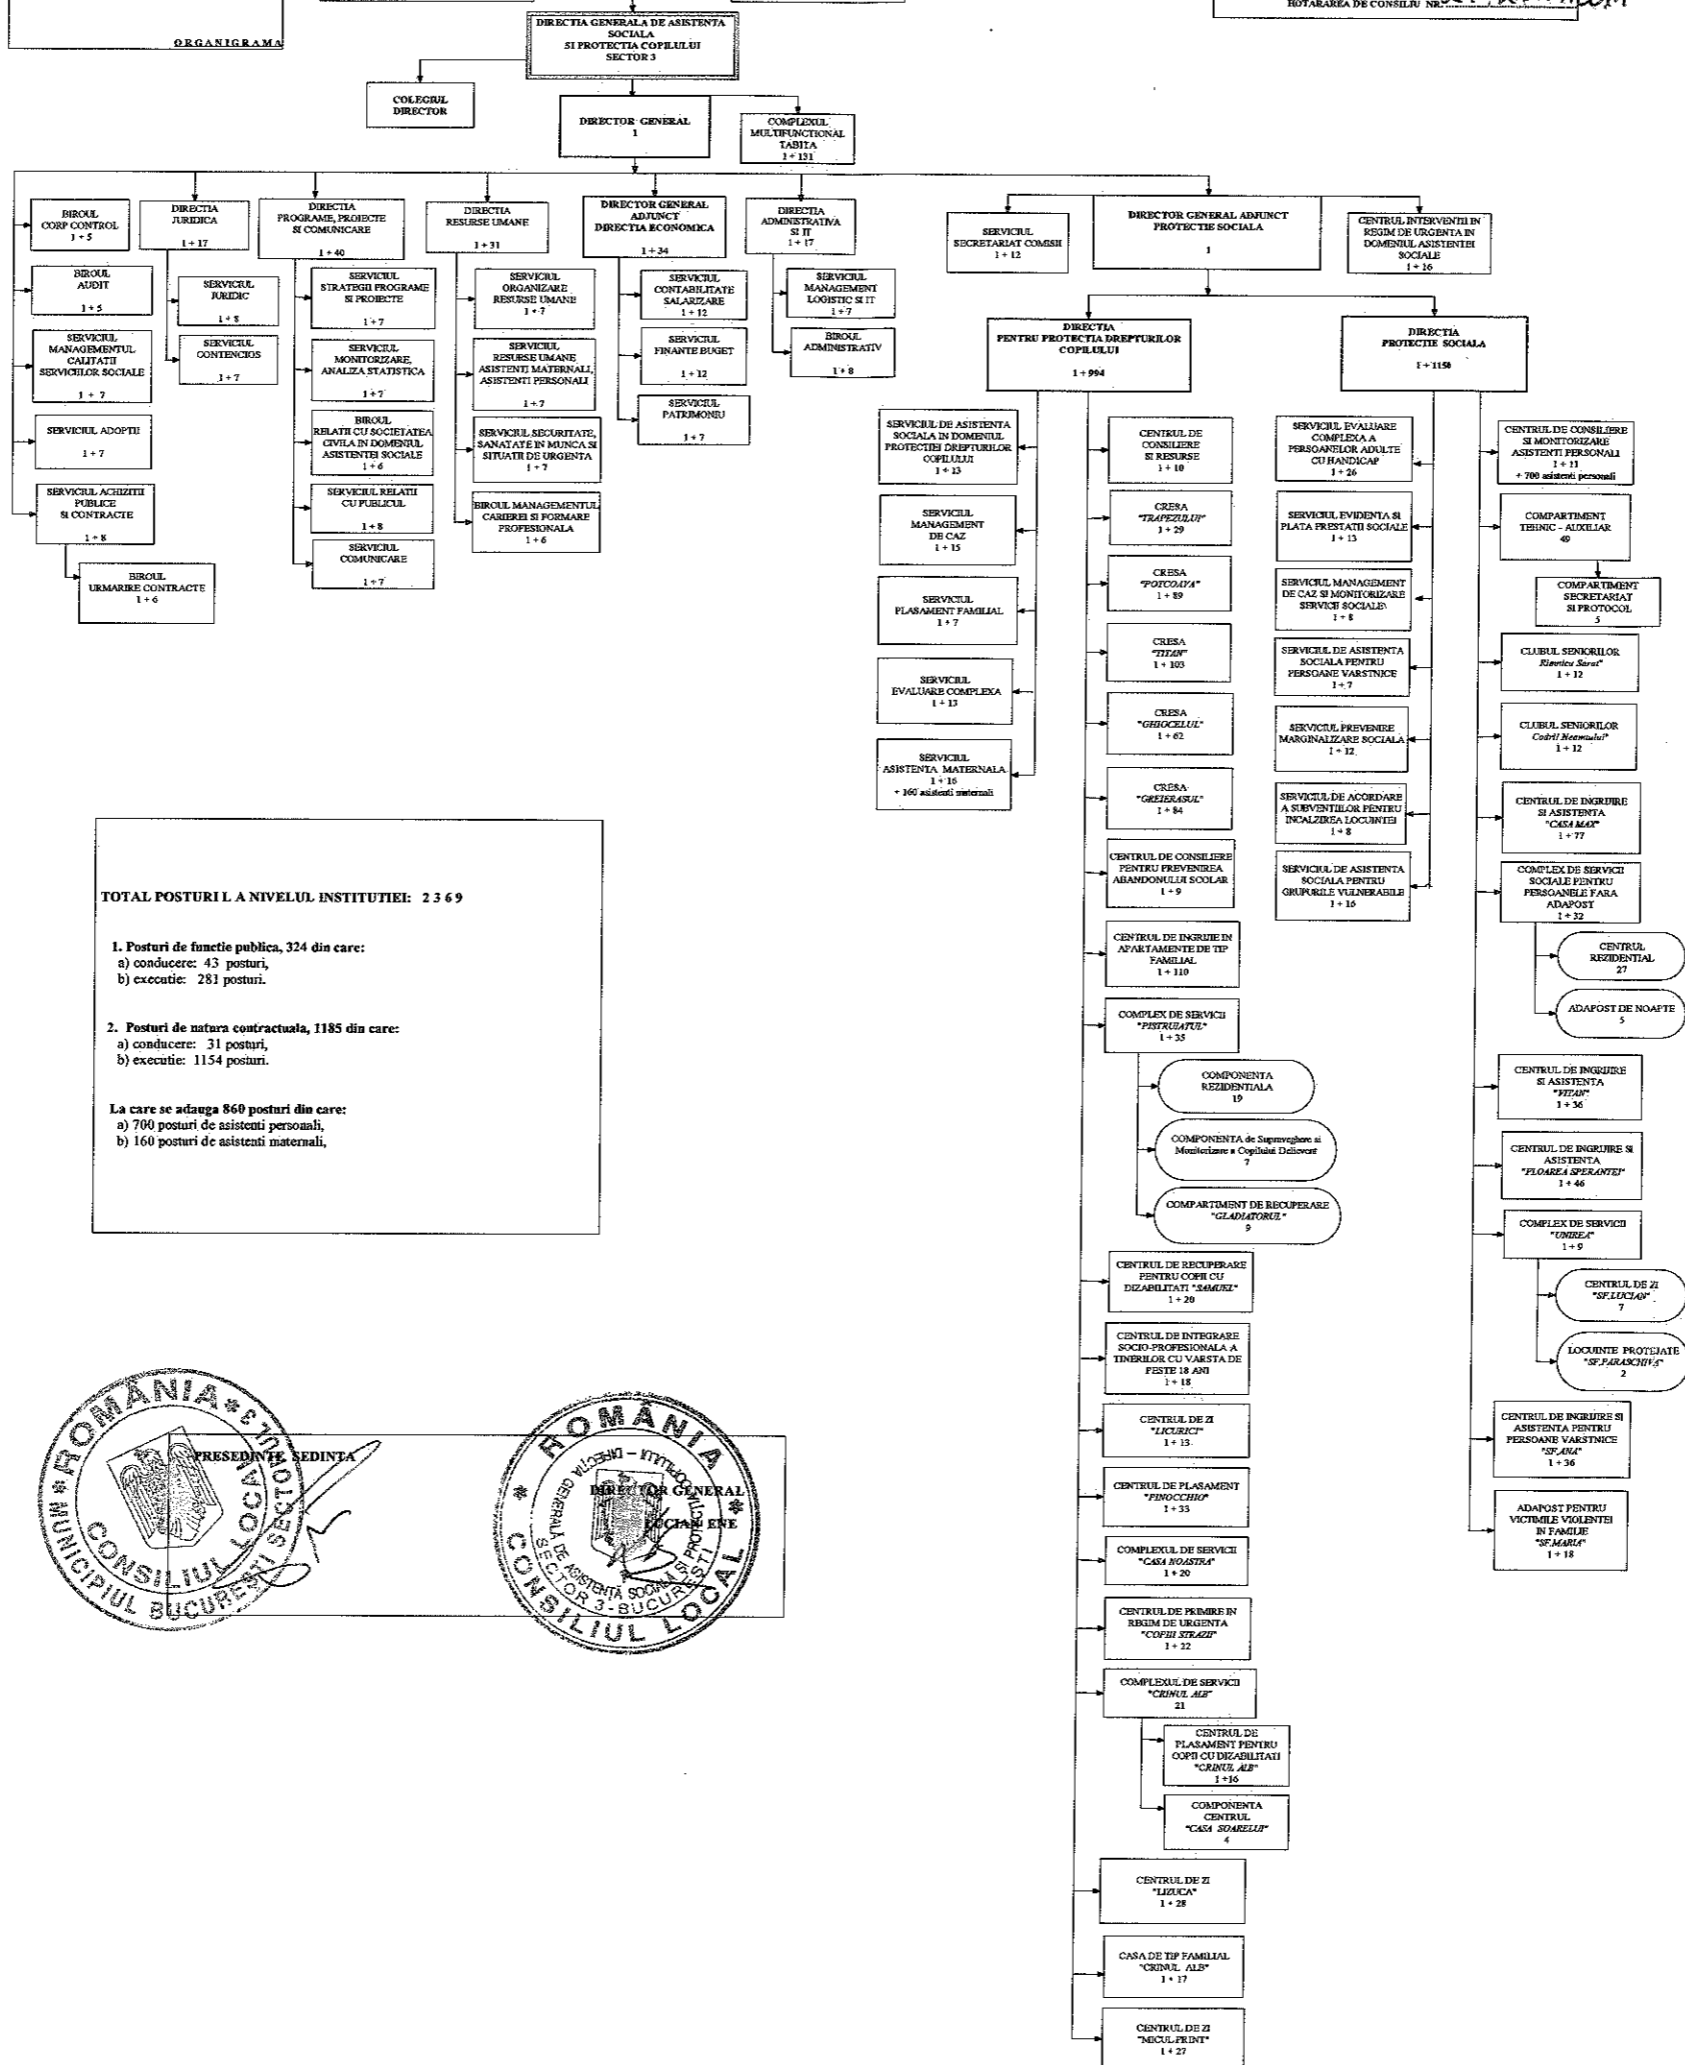 ORGANIGRAMA
HOTARAREA DE CONSILIU NR.
DIRECTIA GENERALA DE ASISTENTA
SOCIALA
SI PROTECTIA COPILULUI
SECTOR 3
COLEGIUL
DIRECTOR
DIRECTOR GENERAL
1
COMPLEXUL
MULTIFUNCTIONAL
TABITA
1 + 131
BIROUL
CORP CONTROL
1 + 5
BIROUL
AUDIT
1 + 5
SERVICIUL
MANAGEMENTUL
CALITATII
SERVICIILOR SOCIALE
1 + 7
SERVICIUL ADOPTII
1 + 7
SERVICIUL ACHIZITII
PUBLICE
SI CONTRACTE
1 + 8
BIROUL
URMARIRE CONTRACTE
1 + 6
DIRECTIA
JURIDICA
1 + 17
SERVICIUL
JURIDIC
1 + 8
SERVICIUL
CONTENCIOS
1 + 7
DIRECTIA
PROGRAME, PROIECTE
SI COMUNICARE
1 + 40
SERVICIUL
STRATEGII PROGRAME
SI PROIECTE
1 + 7
SERVICIUL
MONITORIZARE,
ANALIZA STATISTICA
1 + 7
BIROUL
RELATII CU SOCIETATEA
CIVILA IN DOMENIUL
ASISTENTEI SOCIALE
1 + 6
SERVICIUL RELATII
CU PUBLICUL
1 + 8
SERVICIUL
COMUNICARE
1 + 7
DIRECTIA
RESURSE UMANE
1 + 31
SERVICIUL
ORGANIZARE
RESURSE UMANE
1 + 7
SERVICIUL
RESURSE UMANE
ASISTENTI MATERNALI,
ASISTENTI PERSONALI
1 + 7
SERVICIUL SECURITATE,
SANATATE IN MUNCA SI
SITUATII DE URGENTA
1 + 7
BIROUL MANAGEMENTUL
CARIEREI SI FORMARE
PROFESIONALA
1 + 6
DIRECTOR GENERAL
ADJUNCT
DIRECTIA ECONOMICA
1 + 34
SERVICIUL
CONTABILITATE
SALARIZARE
1 + 12
SERVICIUL
FINANTE BUGET
1 + 12
SERVICIUL
PATRIMONIU
1 + 7
DIRECTIA
ADMINISTRATIVA
SI IT
1 + 17
SERVICIUL
MANAGEMENT
LOGISTIC SI IT
1 + 7
BIROUL
ADMINISTRATIV
1 + 8
SERVICIUL
SECRETARIAT COMISII
1 + 12
DIRECTOR GENERAL ADJUNCT
PROTECTIE SOCIALA
1
CENTRUL INTERVENTII IN
REGIM DE URGENTA IN
DOMENIUL ASISTENTEI
SOCIALE
1 + 16
DIRECTIA
PENTRU PROTECTIA DREPTURILOR
COPILULUI
1 + 994
SERVICIUL DE ASISTENTA
SOCIALA IN DOMENIUL
PROTECTIEI DREPTURILOR
COPILULUI
1 + 13
SERVICIUL
MANAGEMENT
DE CAZ
1 + 15
SERVICIUL
PLASAMENT FAMILIAL
1 + 7
SERVICIUL
EVALUARE COMPLEXA
1 + 13
SERVICIUL
ASISTENTA MATERNALA
1 + 16
+ 160 asistenti maternali
CENTRUL DE
CONSILIERE
SI RESURSE
1 + 10
CRESA
"TRAPEZULUI"
1 + 29
CRESA
"POTCOAVA"
1 + 89
CRESA
"TITAN"
1 + 103
CRESA
"GHIOCELUL"
1 + 62
CRESA
"GREIERASUL"
1 + 84
CENTRUL DE CONSILIERE
PENTRU PREVENIREA
ABANDONULUI SCOLAR
1 + 9
CENTRUL DE INGRIJIE IN
APARTAMENTE DE TIP
FAMILIAL
1 + 110
COMPLEX DE SERVICII
"PISTRUIATUL"
1 + 35
COMPONENTA
REZIDENTIALA
19
COMPONENTA de Supraveghere si
Monitorizare a Copilului Delicvent
7
COMPARTIMENT DE RECUPERARE
"GLADIATORUL"
9
CENTRUL DE RECUPERARE
PENTRU COPII CU
DIZABILITATI "SAMUEL"
1 + 20
CENTRUL DE INTEGRARE
SOCIO-PROFESIONALA A
TINERILOR CU VARSTA DE
PESTE 18 ANI
1 + 18
CENTRUL DE ZI
"LICURICI"
1 + 13
CENTRUL DE PLASAMENT
"PINOCCHIO"
1 + 33
COMPLEXUL DE SERVICII
"CASA NOASTRA"
1 + 20
CENTRUL DE PRIMIRE IN
REGIM DE URGENTA
"COPIII STRAZII"
1 + 22
COMPLEXUL DE SERVICII
"CRINUL ALB"
21
CENTRUL DE
PLASAMENT PENTRU
COPII CU DIZABILITATI
"CRINUL ALB"
1 +16
COMPONENTA
CENTRUL
"CASA SOARELUI"
4
CENTRUL DE ZI
"LIZUCA"
1 + 28
CASA DE TIP FAMILIAL
"CRINUL ALB"
1 + 17
CENTRUL DE ZI
"MICUL PRINT"
1 + 27
DIRECTIA
PROTECTIE SOCIALA
1 + 1150
SERVICIUL EVALUARE
COMPLEXA A
PERSOANELOR ADULTE
CU HANDICAP
1 + 26
SERVICIUL EVIDENTA SI
PLATA PRESTATII SOCIALE
1 + 13
SERVICIUL MANAGEMENT
DE CAZ SI MONITORIZARE
SERVICII SOCIALE\
1 + 8
SERVICIUL DE ASISTENTA
SOCIALA PENTRU
PERSOANE VARSTNICE
1 + 7
SERVICIUL PREVENIRE
MARGINALIZARE SOCIALA
1 + 12
SERVICIUL DE ACORDARE
A SUBVENTIILOR PENTRU
INCALZIREA LOCUINTEI
1 + 8
SERVICIUL DE ASISTENTA
SOCIALA PENTRU
GRUPURILE VULNERABILE
1 + 16
CENTRUL DE CONSILIERE
SI MONITORIZARE
ASISTENTI PERSONALI
1 + 11
+ 700 asistenti personali
COMPARTIMENT
TEHNIC - AUXILIAR
49
COMPARTIMENT
SECRETARIAT
SI PROTOCOL
5
CLUBUL SENIORILOR
Rimnicu Sarat"
1 + 12
CLUBUL SENIORILOR
Codrii Neamtului"
1 + 12
CENTRUL DE INGRIJIRE
SI ASISTENTA
"CASA MAX"
1 + 77
COMPLEX DE SERVICII
SOCIALE PENTRU
PERSOANELE FARA
ADAPOST
1 + 32
CENTRUL
REZIDENTIAL
27
ADAPOST DE NOAPTE
5
CENTRUL DE INGRIJIRE
SI ASISTENTA
"VITAN"
1 + 36
CENTRUL DE INGRIJIRE SI
ASISTENTA
"FLOAREA SPERANTEI"
1 + 46
COMPLEX DE SERVICII
"UNIREA"
1 + 9
CENTRUL DE ZI
"SF.LUCIAN"
7
LOCUINTE PROTEJATE
"SF.PARASCHIVA"
2
CENTRUL DE INGRIJIRE SI
ASISTENTA PENTRU
PERSOANE VARSTNICE
"SF.ANA"
1 + 36
ADAPOST PENTRU
VICTIMILE VIOLENTEI
IN FAMILIE
"SF.MARIA"
1 + 18
TOTAL POSTURI L A NIVELUL INSTITUTIEI: 2 3 6 9
1. Posturi de functie publica, 324 din care:
a) conducere: 43 posturi,
b) executie: 281 posturi.
2. Posturi de natura contractuala, 1185 din care:
a) conducere: 31 posturi,
b) executie: 1154 posturi.
La care se adauga 860 posturi din care:
a) 700 posturi de asistenti personali,
b) 160 posturi de asistenti maternali,
PRESEDINTE SEDINTA
ROMÂNIA
MUNICIPIUL BUCUREȘTI SECTORUL 3
CONSILIUL LOCAL
DIRECTOR GENERAL
LUCIAN ENE
ROMÂNIA
CONSILIUL LOCAL
DIRECȚIA GENERALĂ DE ASISTENȚĂ SOCIALĂ ȘI PROTECȚIA COPILULUI
SECTOR 3 - BUCUREȘTI